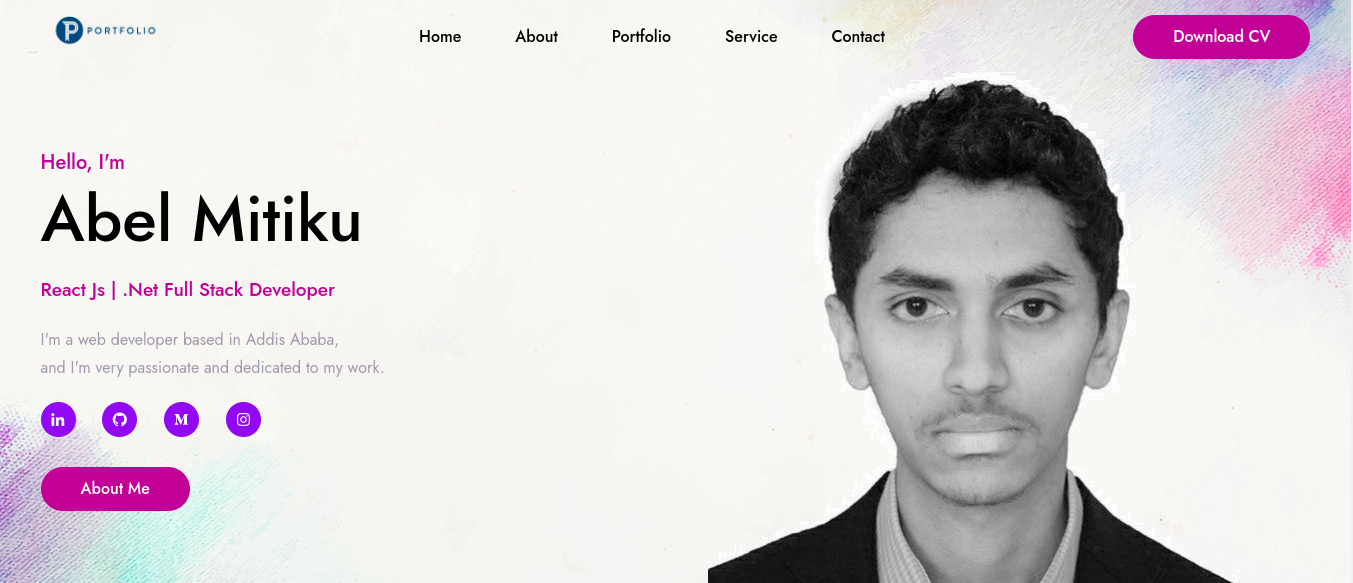 PORTFOLIO
Home
About
Portfolio
Service
Contact
Download CV
Hello, I'm
Abel Mitiku
React Js | .Net Full Stack Developer
I'm a web developer based in Addis Ababa,
and I'm very passionate and dedicated to my work.
in
M
About Me